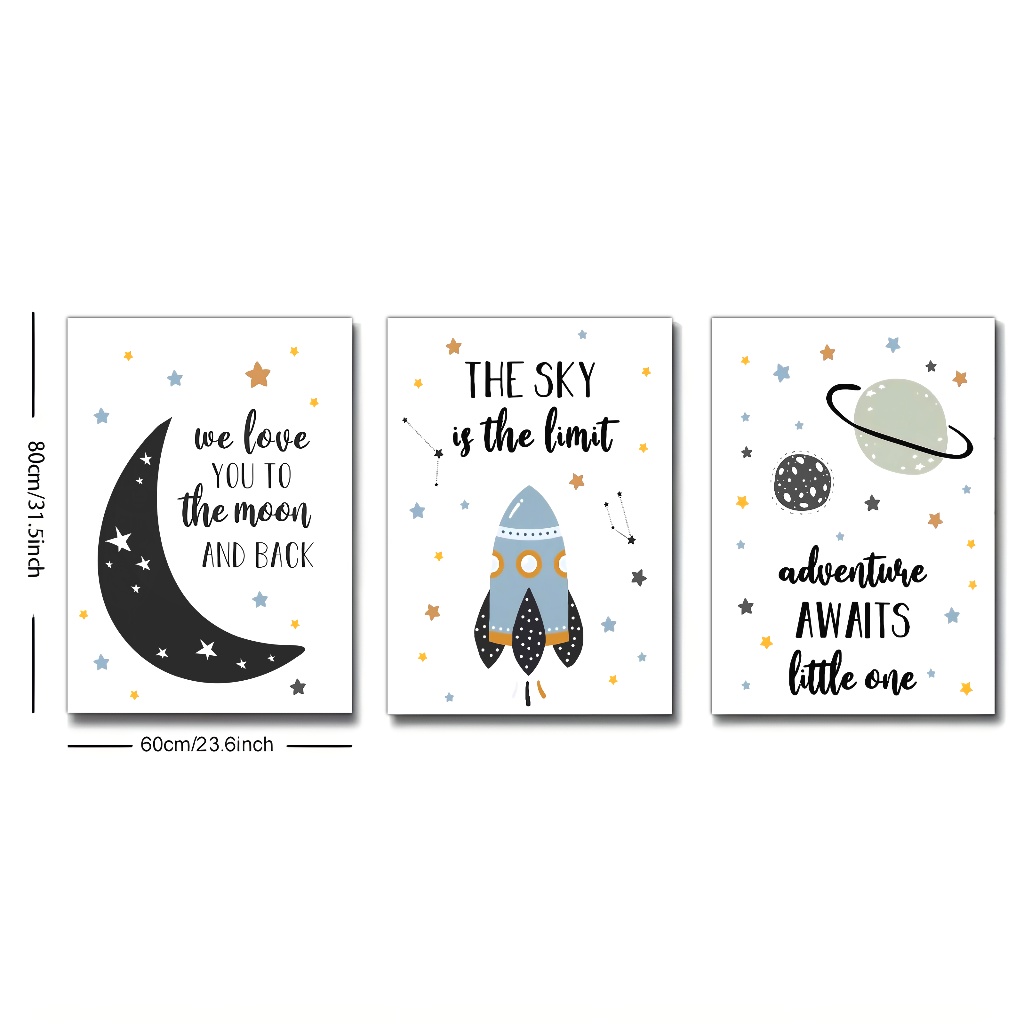 we love
YOU TO
the moon
AND BACK
THE SKY
is the limit
adventure
AWAITS
little one
80cm/31.5inch
60cm/23.6inch